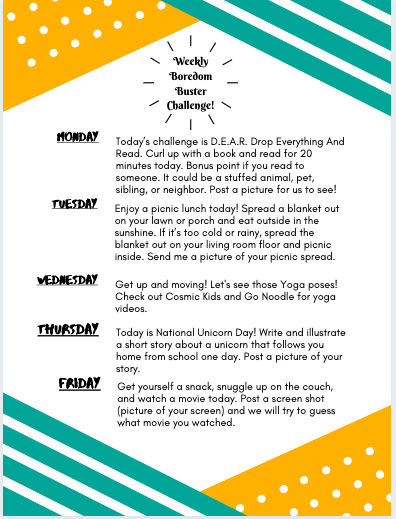 Weekly
Boredom
Buster
Challenge!
MONDAY
Today's challenge is D.E.A.R. Drop Everything And
Read. Curl up with a book and read for 20
minutes today. Bonus point if you read to
someone. It could be a stuffed animal, pet,
sibling, or neighbor. Post a picture for us to see!
TUESDAY
Enjoy a picnic lunch today! Spread a blanket out
on your lawn or porch and eat outside in the
sunshine. If it's too cold or rainy, spread the
blanket out on your living room floor and picnic
inside. Send me a picture of your picnic spread.
WEDNESDAY
Get up and moving! Let's see those Yoga poses!
Check out Cosmic Kids and Go Noodle for yoga
videos.
THURSDAY
Today is National Unicorn Day! Write and illustrate
a short story about a unicorn that follows you
home from school one day. Post a picture of your
story.
FRIDAY
Get yourself a snack, snuggle up on the couch,
and watch a movie today. Post a screen shot
(picture of your screen) and we will try to guess
what movie you watched.